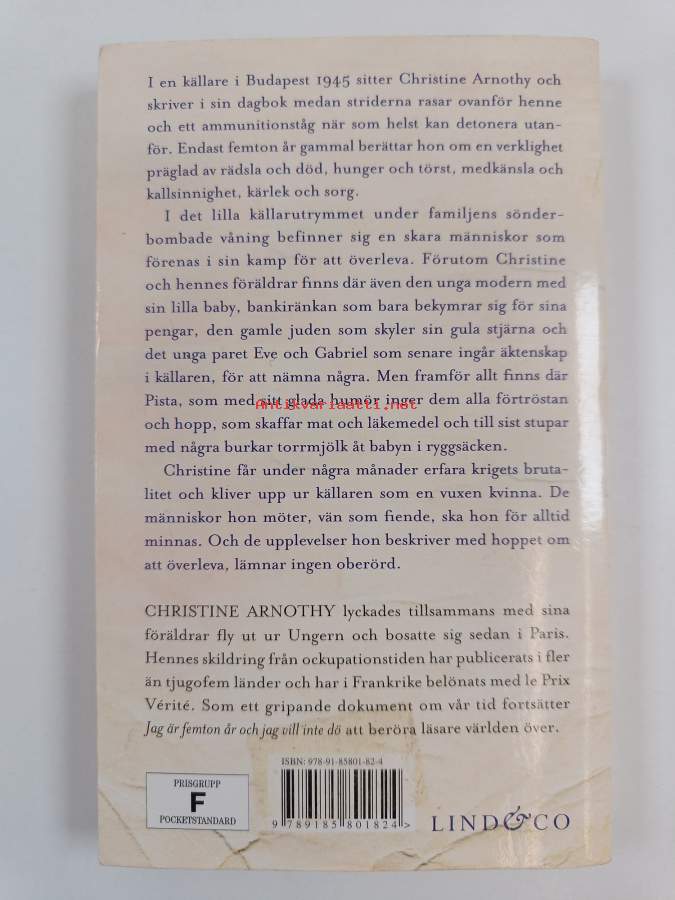 I en källare i Budapest 1945 sitter Christine Arnothy och
skriver i sin dagbok medan striderna rasar ovanför henne
och ett ammunitionståg när som helst kan detonera utan-
för. Endast femton år gammal berättar hon om en verklighet
präglad av rädsla och död, hunger och törst, medkänsla och
kallsinnighet, kärlek och sorg.
I det lilla källarutrymmet under familjens sönder-
bombade våning befinner sig en skara människor som
förenas i sin kamp för att överleva. Förutom Christine
och hennes föräldrar finns där även den unga modern med
sin lilla baby, bankiränkan som bara bekymrar sig för sina
pengar, den gamle juden som skyler sin gula stjärna och
det unga paret Eve och Gabriel som senare ingår äktenskap
i källaren, för att nämna några. Men framför allt finns där
Pista, som med sitt glada humör inger dem alla förtröstan
Antikvariaatti.net
och hopp, som skaffar mat och läkemedel och till sist stupar
med några burkar torrmjölk åt babyn i ryggsäcken.
Christine får under några månader erfara krigets bruta-
litet och kliver upp ur källaren som en vuxen kvinna. De
människor hon möter, vän som fiende, ska hon för alltid
minnas. Och de upplevelser hon beskriver med hoppet om
att överleva, lämnar ingen oberörd.
CHRISTINE ARNOTHY lyckades tillsammans med sina
föräldrar fly ut ur Ungern och bosatte sig sedan i Paris.
Hennes skildring från ockupationstiden har publicerats i fler
än tjugofem länder och har i Frankrike belönats med le Prix
Vérité. Som ett gripande dokument om vår tid fortsätter
Jag är femton år och jag vill inte dö att beröra läsare världen över.
ISBN: 978-91-85801-82-4
PRISGRUPP
F
POCKETSTANDARD
9 789185 801824 >
LIND & CO